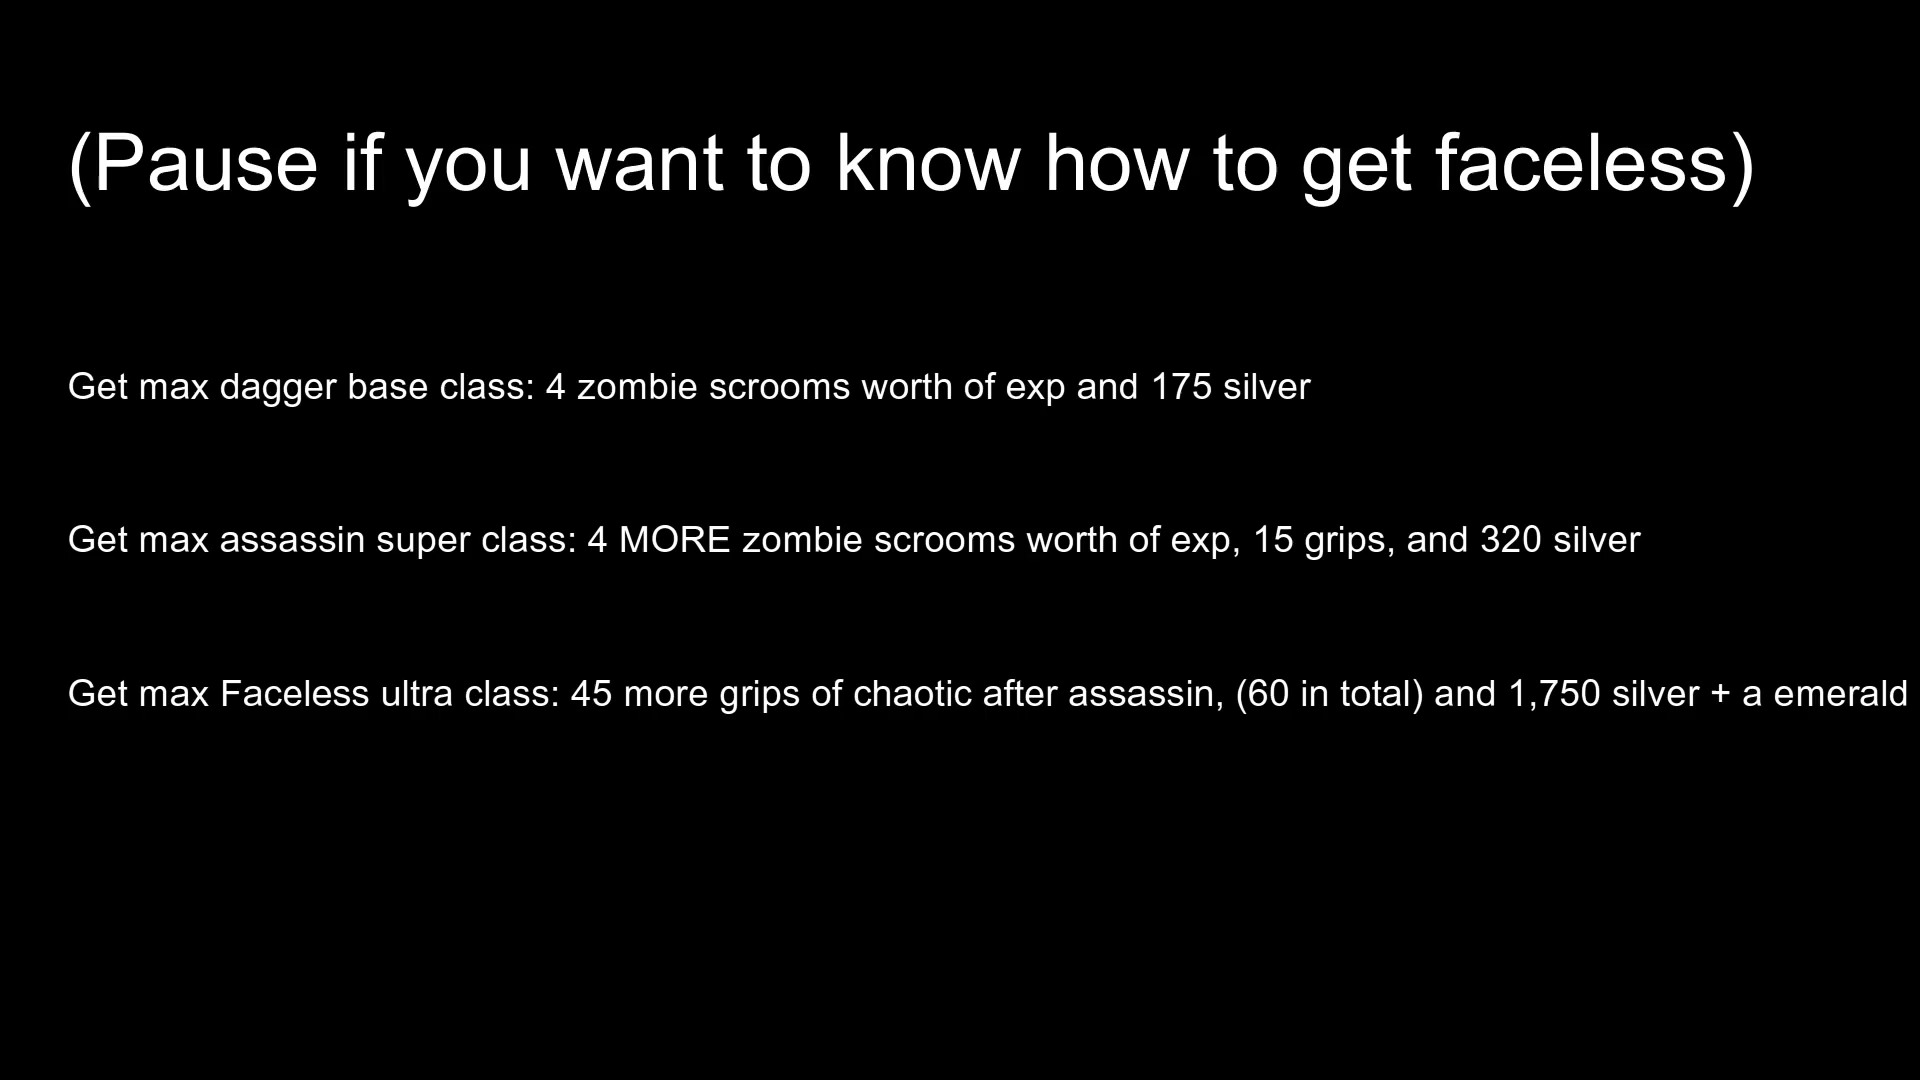 (Pause if you want to know how to get faceless)
Get max dagger base class: 4 zombie scrooms worth of exp and 175 silver
Get max assassin super class: 4 MORE zombie scrooms worth of exp, 15 grips, and 320 silver
Get max Faceless ultra class: 45 more grips of chaotic after assassin, (60 in total) and 1,750 silver + a emerald